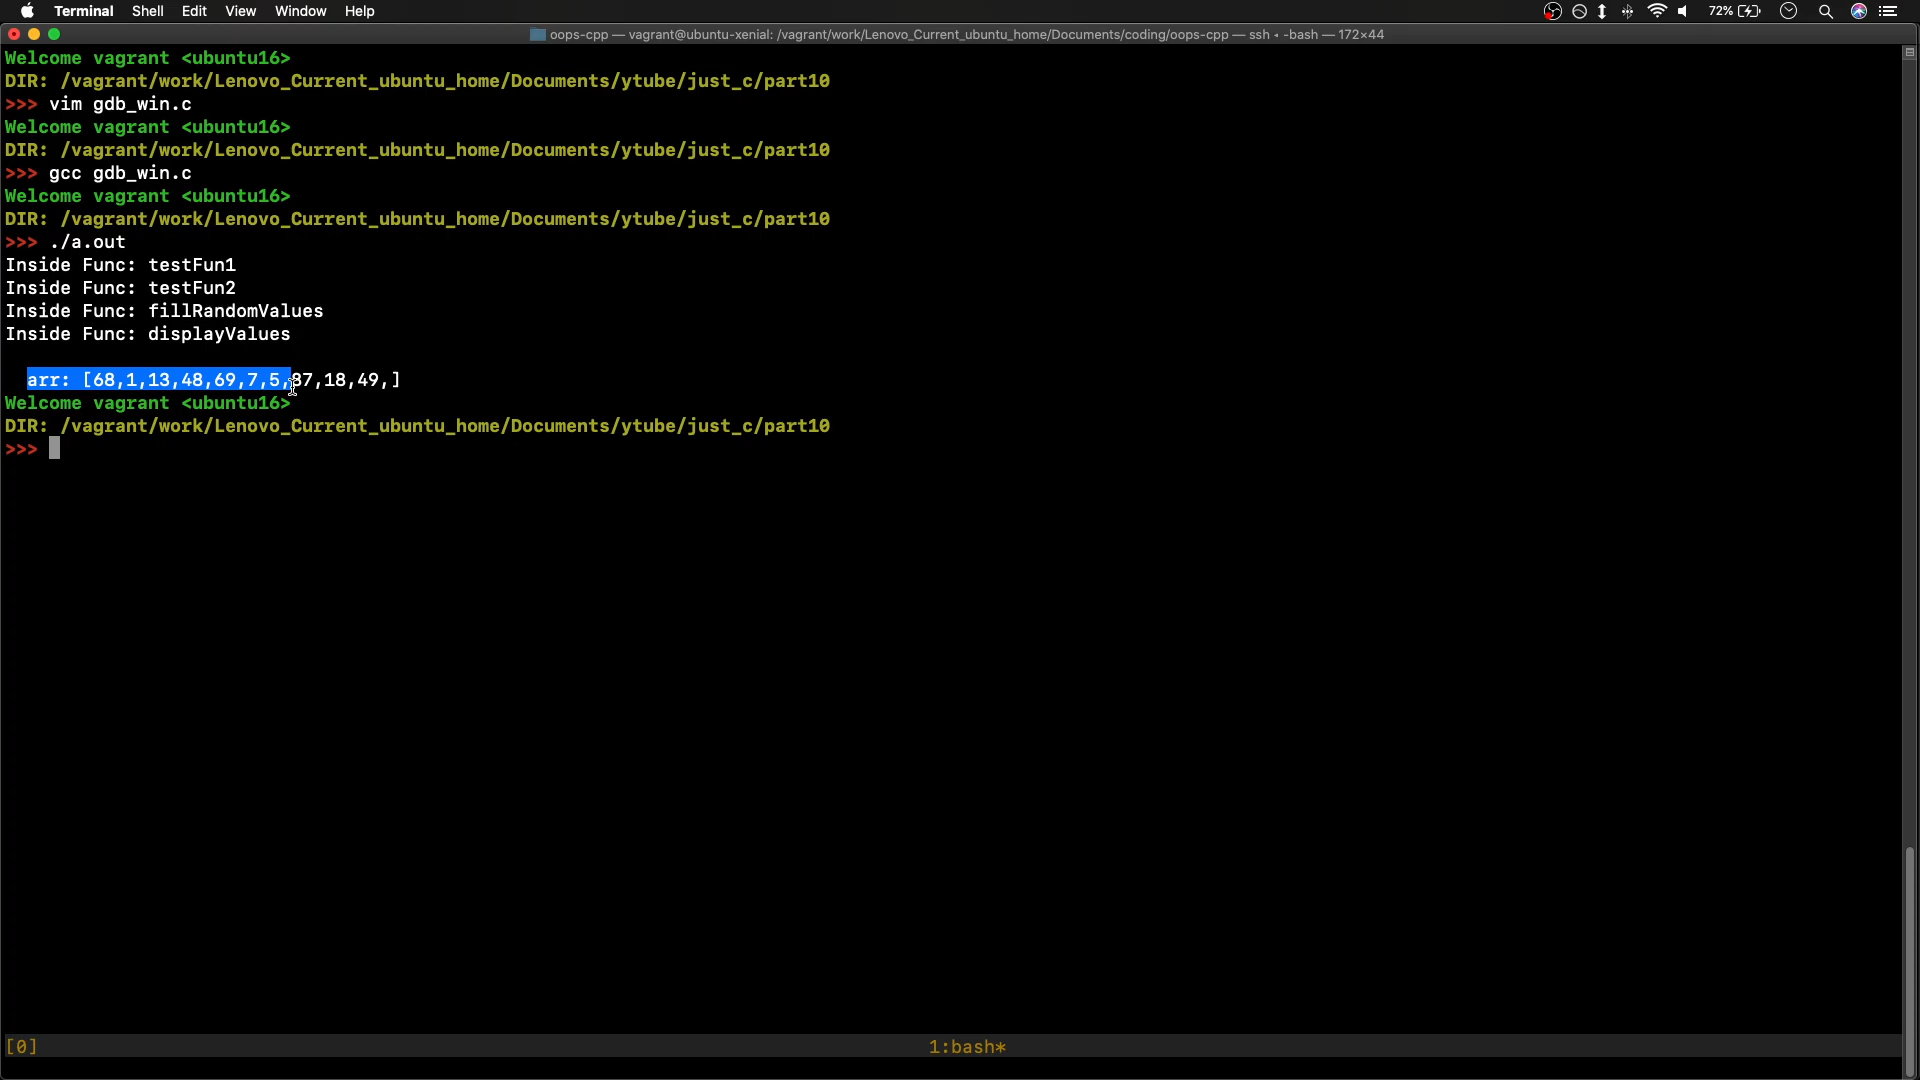 Terminal Shell Edit View Window Help 72%
oops-cpp — vagrant@ubuntu-xenial: /vagrant/work/Lenovo_Current_ubuntu_home/Documents/coding/oops-cpp — ssh ◂ -bash — 172×44
Welcome vagrant <ubuntu16>
DIR: /vagrant/work/Lenovo_Current_ubuntu_home/Documents/ytube/just_c/part10
>>> vim gdb_win.c
Welcome vagrant <ubuntu16>
DIR: /vagrant/work/Lenovo_Current_ubuntu_home/Documents/ytube/just_c/part10
>>> gcc gdb_win.c
Welcome vagrant <ubuntu16>
DIR: /vagrant/work/Lenovo_Current_ubuntu_home/Documents/ytube/just_c/part10
>>> ./a.out
Inside Func: testFun1
Inside Func: testFun2
Inside Func: fillRandomValues
Inside Func: displayValues
arr: [68,1,13,48,69,7,5,87,18,49,]
Welcome vagrant <ubuntu16>
DIR: /vagrant/work/Lenovo_Current_ubuntu_home/Documents/ytube/just_c/part10
>>>
[0] 1:bash*